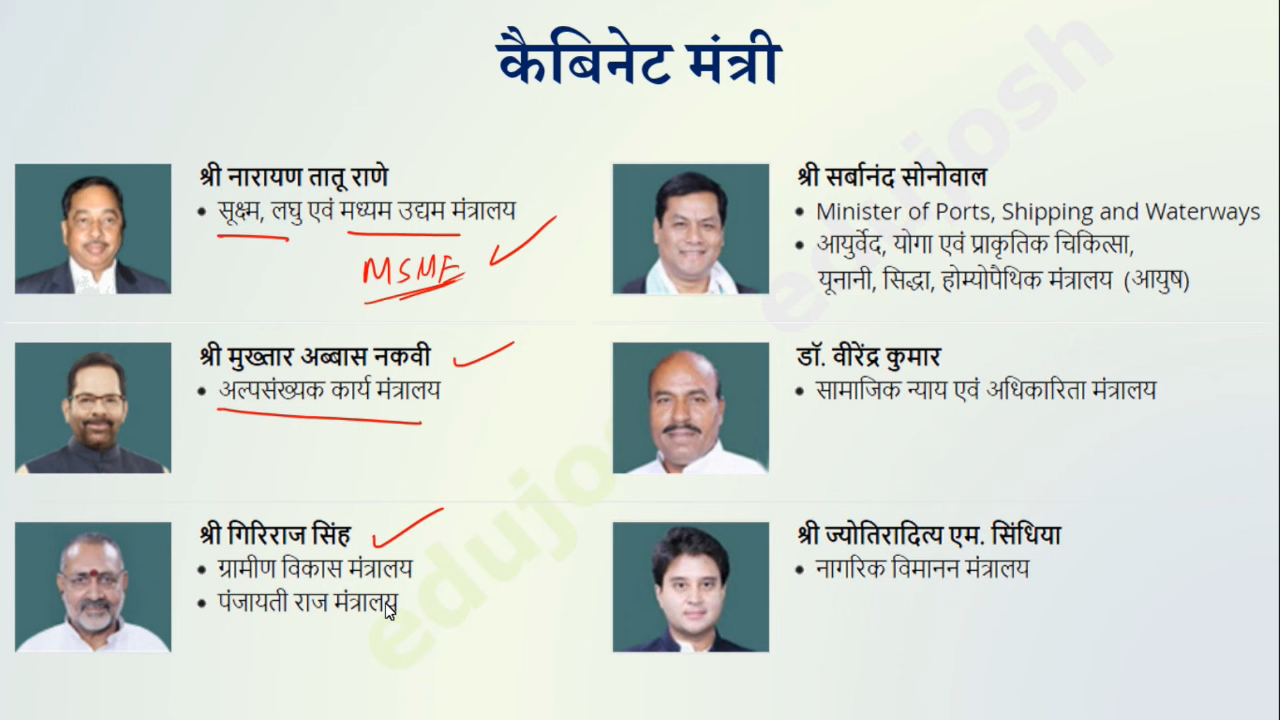 कैबिनेट मंत्री
श्री नारायण तातू राणे
• सूक्ष्म, लघु एवं मध्यम उद्यम मंत्रालय
MSME
श्री मुख्तार अब्बास नकवी
• अल्पसंख्यक कार्य मंत्रालय
श्री गिरिराज सिंह
• ग्रामीण विकास मंत्रालय
• पंजायती राज मंत्रालय
श्री सर्बानंद सोनोवाल
• Minister of Ports, Shipping and Waterways
• आयुर्वेद, योगा एवं प्राकृतिक चिकित्सा,
यूनानी, सिद्धा, होम्योपैथिक मंत्रालय (आयुष)
डॉ. वीरेंद्र कुमार
• सामाजिक न्याय एवं अधिकारिता मंत्रालय
श्री ज्योतिरादित्य एम. सिंधिया
• नागरिक विमानन मंत्रालय
edujosh
edujosh